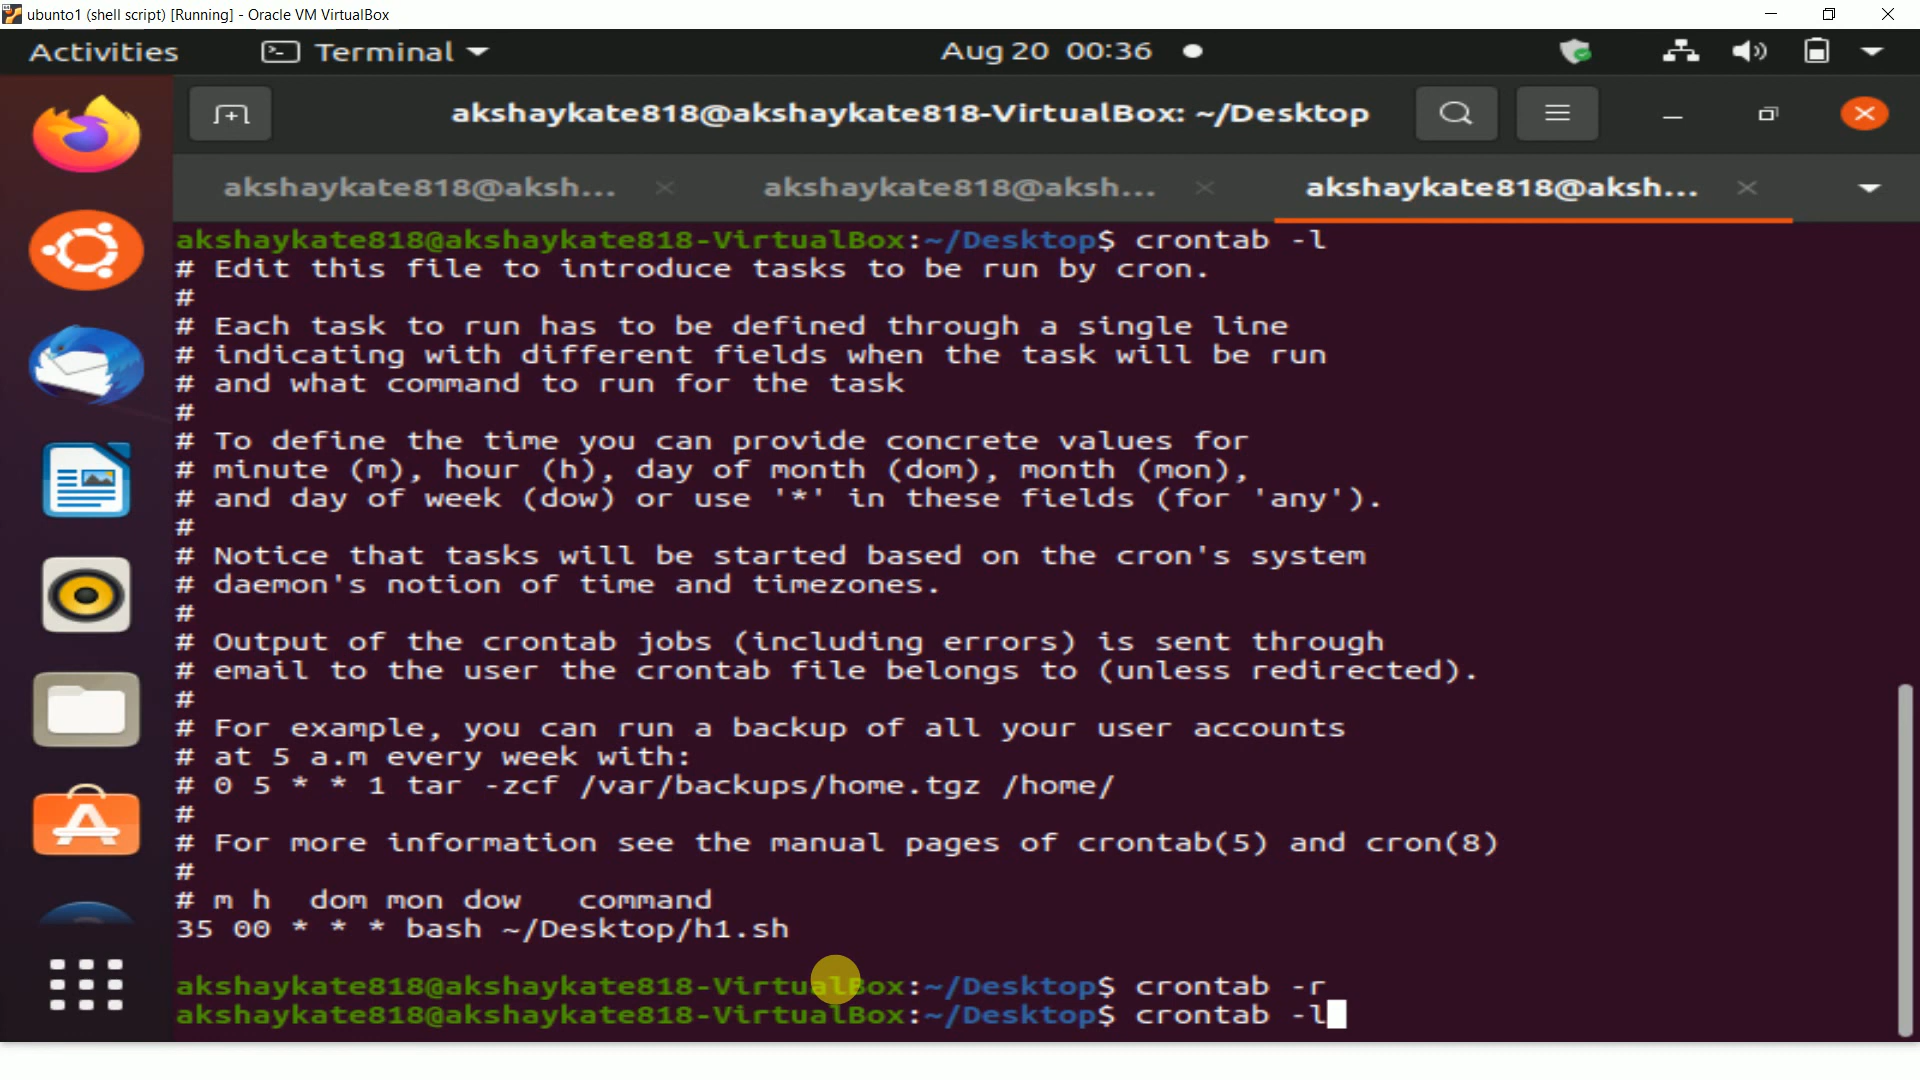 ubunto1 (shell script) [Running] - Oracle VM VirtualBox
Activities Terminal Aug 20 00:36
akshaykate818@akshaykate818-VirtualBox: ~/Desktop
akshaykate818@aksh... akshaykate818@aksh... akshaykate818@aksh...
akshaykate818@akshaykate818-VirtualBox:~/Desktop$ crontab -l
# Edit this file to introduce tasks to be run by cron.
#
# Each task to run has to be defined through a single line
# indicating with different fields when the task will be run
# and what command to run for the task
#
# To define the time you can provide concrete values for
# minute (m), hour (h), day of month (dom), month (mon),
# and day of week (dow) or use '*' in these fields (for 'any').
#
# Notice that tasks will be started based on the cron's system
# daemon's notion of time and timezones.
#
# Output of the crontab jobs (including errors) is sent through
# email to the user the crontab file belongs to (unless redirected).
#
# For example, you can run a backup of all your user accounts
# at 5 a.m every week with:
# 0 5 * * 1 tar -zcf /var/backups/home.tgz /home/
#
# For more information see the manual pages of crontab(5) and cron(8)
#
# m h  dom mon dow   command
35 00 * * * bash ~/Desktop/h1.sh
akshaykate818@akshaykate818-VirtualBox:~/Desktop$ crontab -r
akshaykate818@akshaykate818-VirtualBox:~/Desktop$ crontab -l